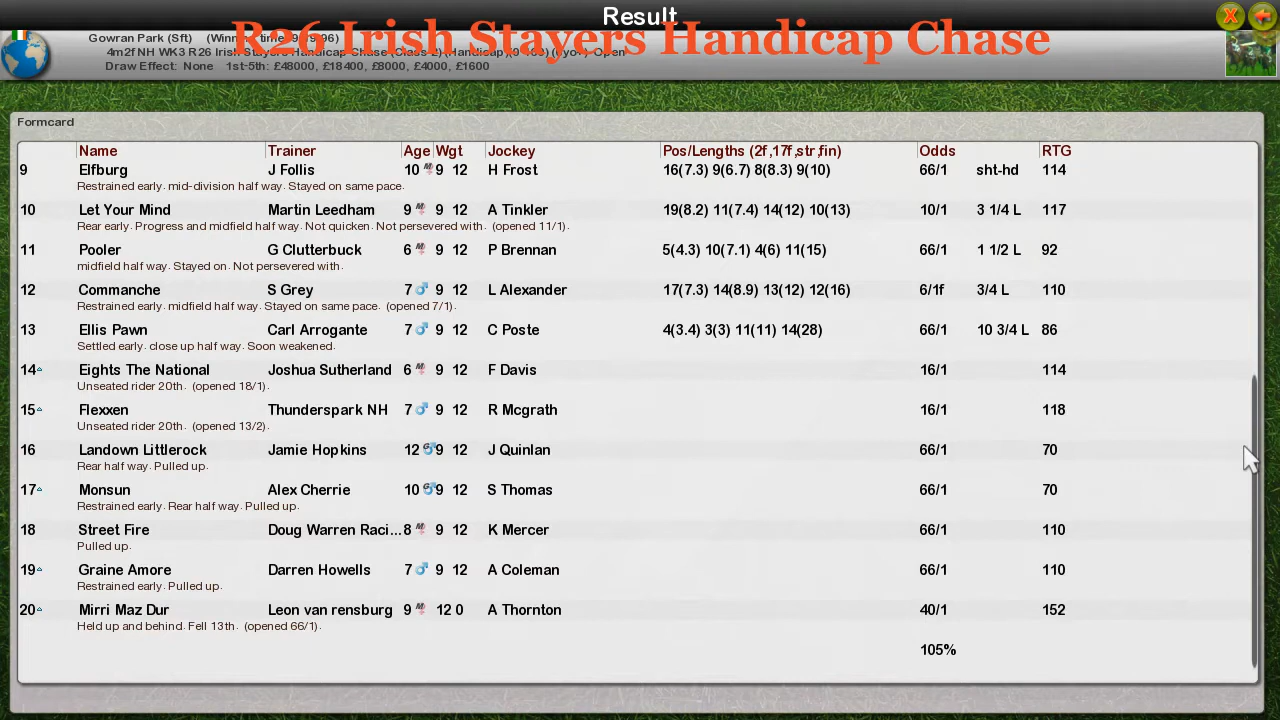 Result
R26 Irish Stayers Handicap Chase
Gowran Park (Sft) (Winner time
4m2f NH WK3 R26 Irish Stayers Handicap Chase (Class 2) (Handicap) Open
Draw Effect: None 1st-5th: £48000, £18400, £8000, £4000, £1600
Formcard
Name Trainer Age Wgt Jockey Pos/Lengths (2f,17f,str,fin) Odds RTG
9 Elfburg J Follis 10 9 12 H Frost 16(7.3) 9(6.7) 8(8.3) 9(10) 66/1 sht-hd 114
Restrained early. mid-division half way. Stayed on same pace.
10 Let Your Mind Martin Leedham 9 9 12 A Tinkler 19(8.2) 11(7.4) 14(12) 10(13) 10/1 3 1/4 L 117
Rear early. Progress and midfield half way. Not quicken. Not persevered with. (opened 11/1).
11 Pooler G Clutterbuck 6 9 12 P Brennan 5(4.3) 10(7.1) 4(6) 11(15) 66/1 1 1/2 L 92
midfield half way. Stayed on. Not persevered with.
12 Commanche S Grey 7 9 12 L Alexander 17(7.3) 14(8.9) 13(12) 12(16) 6/1f 3/4 L 110
Restrained early. midfield half way. Stayed on same pace. (opened 7/1).
13 Ellis Pawn Carl Arrogante 7 9 12 C Poste 4(3.4) 3(3) 11(11) 14(28) 66/1 10 3/4 L 86
Settled early. close up half way. Soon weakened.
14 Eights The National Joshua Sutherland 6 9 12 F Davis 16/1 114
Unseated rider 20th. (opened 18/1).
15 Flexxen Thunderspark NH 7 9 12 R Mcgrath 16/1 118
Unseated rider 20th. (opened 13/2).
16 Landown Littlerock Jamie Hopkins 12 9 12 J Quinlan 66/1 70
Rear half way. Pulled up.
17 Monsun Alex Cherrie 10 9 12 S Thomas 66/1 70
Restrained early. Rear half way. Pulled up.
18 Street Fire Doug Warren Raci... 8 9 12 K Mercer 66/1 110
Pulled up.
19 Graine Amore Darren Howells 7 9 12 A Coleman 66/1 110
Restrained early. Pulled up.
20 Mirri Maz Dur Leon van rensburg 9 12 0 A Thornton 40/1 152
Held up and behind. Fell 13th. (opened 66/1).
105%